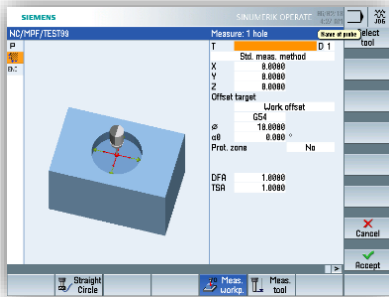 SIEMENS
SINUMERIK OPERATE
JOG
NC/MPF/TEST99
Measure: 1 hole
Name of probe
Select tool
T
D 1
Std. meas. method
X 0.0000
Y 0.0000
Z 0.0000
Offset target
Work offset
G54
Ø 10.0000
α0 0.000 °
Prot. zone No
DFA 1.0000
TSA 1.0000
Cancel
Accept
Straight Circle
Meas. workp.
Meas. tool